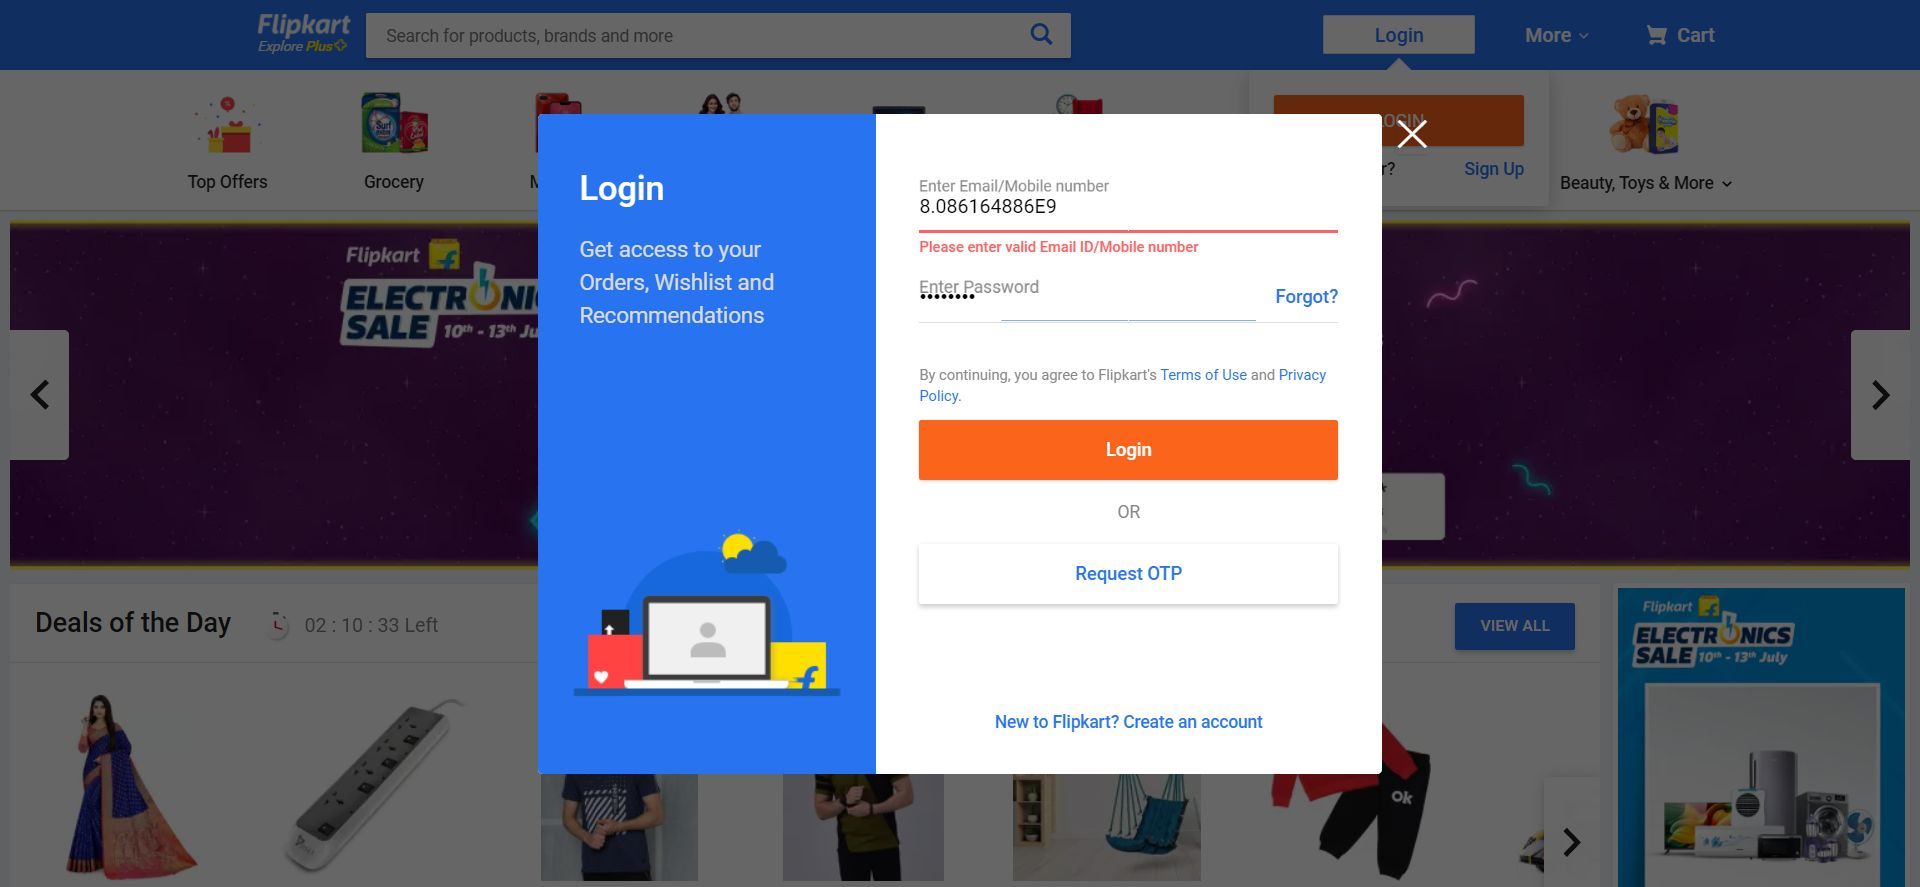 Flipkart
Explore Plus
Search for products, brands and more
Login
More
Cart
LOGIN
r?
Sign Up
Top Offers
Grocery
M
Beauty, Toys & More
Login
Get access to your
Orders, Wishlist and
Recommendations
Enter Email/Mobile number
8.086164886E9
Please enter valid Email ID/Mobile number
Enter Password
••••••••
Forgot?
By continuing, you agree to Flipkart's Terms of Use and Privacy
Policy.
Login
OR
Request OTP
New to Flipkart? Create an account
Flipkart
ELECTRONI
SALE 10th - 13th Ju
Deals of the Day
02 : 10 : 33 Left
VIEW ALL
Flipkart
ELECTRONICS
SALE 10th - 13th July
Ok